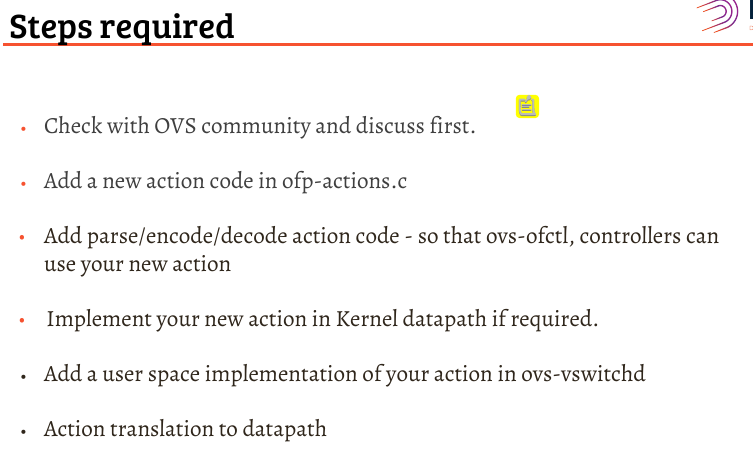 Steps required
• Check with OVS community and discuss first.
• Add a new action code in ofp-actions.c
• Add parse/encode/decode action code - so that ovs-ofctl, controllers can
use your new action
• Implement your new action in Kernel datapath if required.
• Add a user space implementation of your action in ovs-vswitchd
• Action translation to datapath